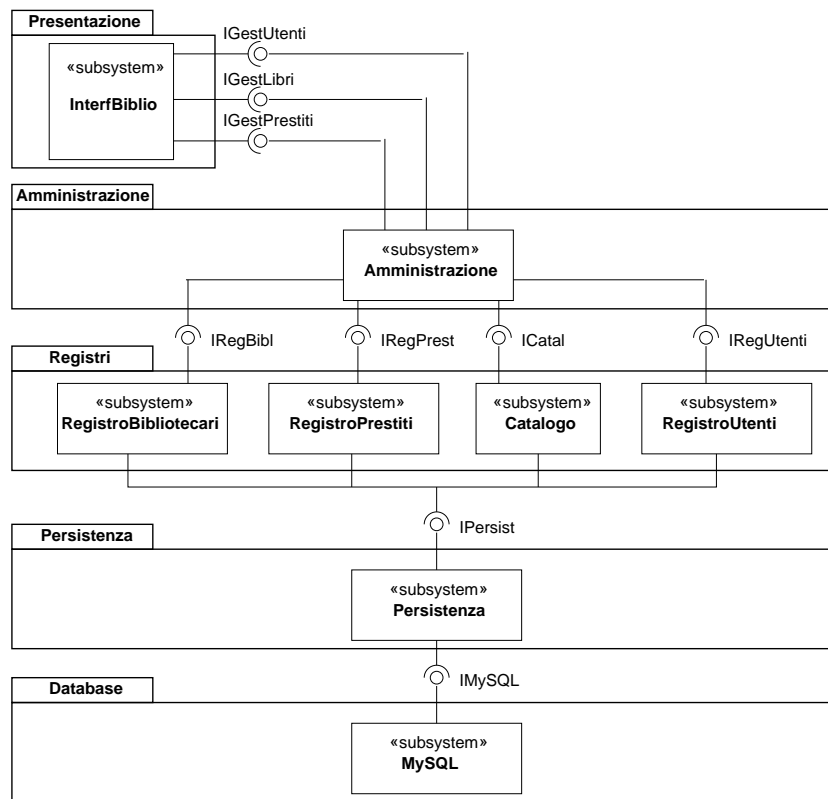 Presentazione
IGestUtenti
«subsystem»
InterfBiblio
IGestLibri
IGestPrestiti
Amministrazione
«subsystem»
Amministrazione
IRegBibl
IRegPrest
ICatal
IRegUtenti
Registri
«subsystem»
RegistroBibliotecari
«subsystem»
RegistroPrestiti
«subsystem»
Catalogo
«subsystem»
RegistroUtenti
IPersist
Persistenza
«subsystem»
Persistenza
IMySQL
Database
«subsystem»
MySQL